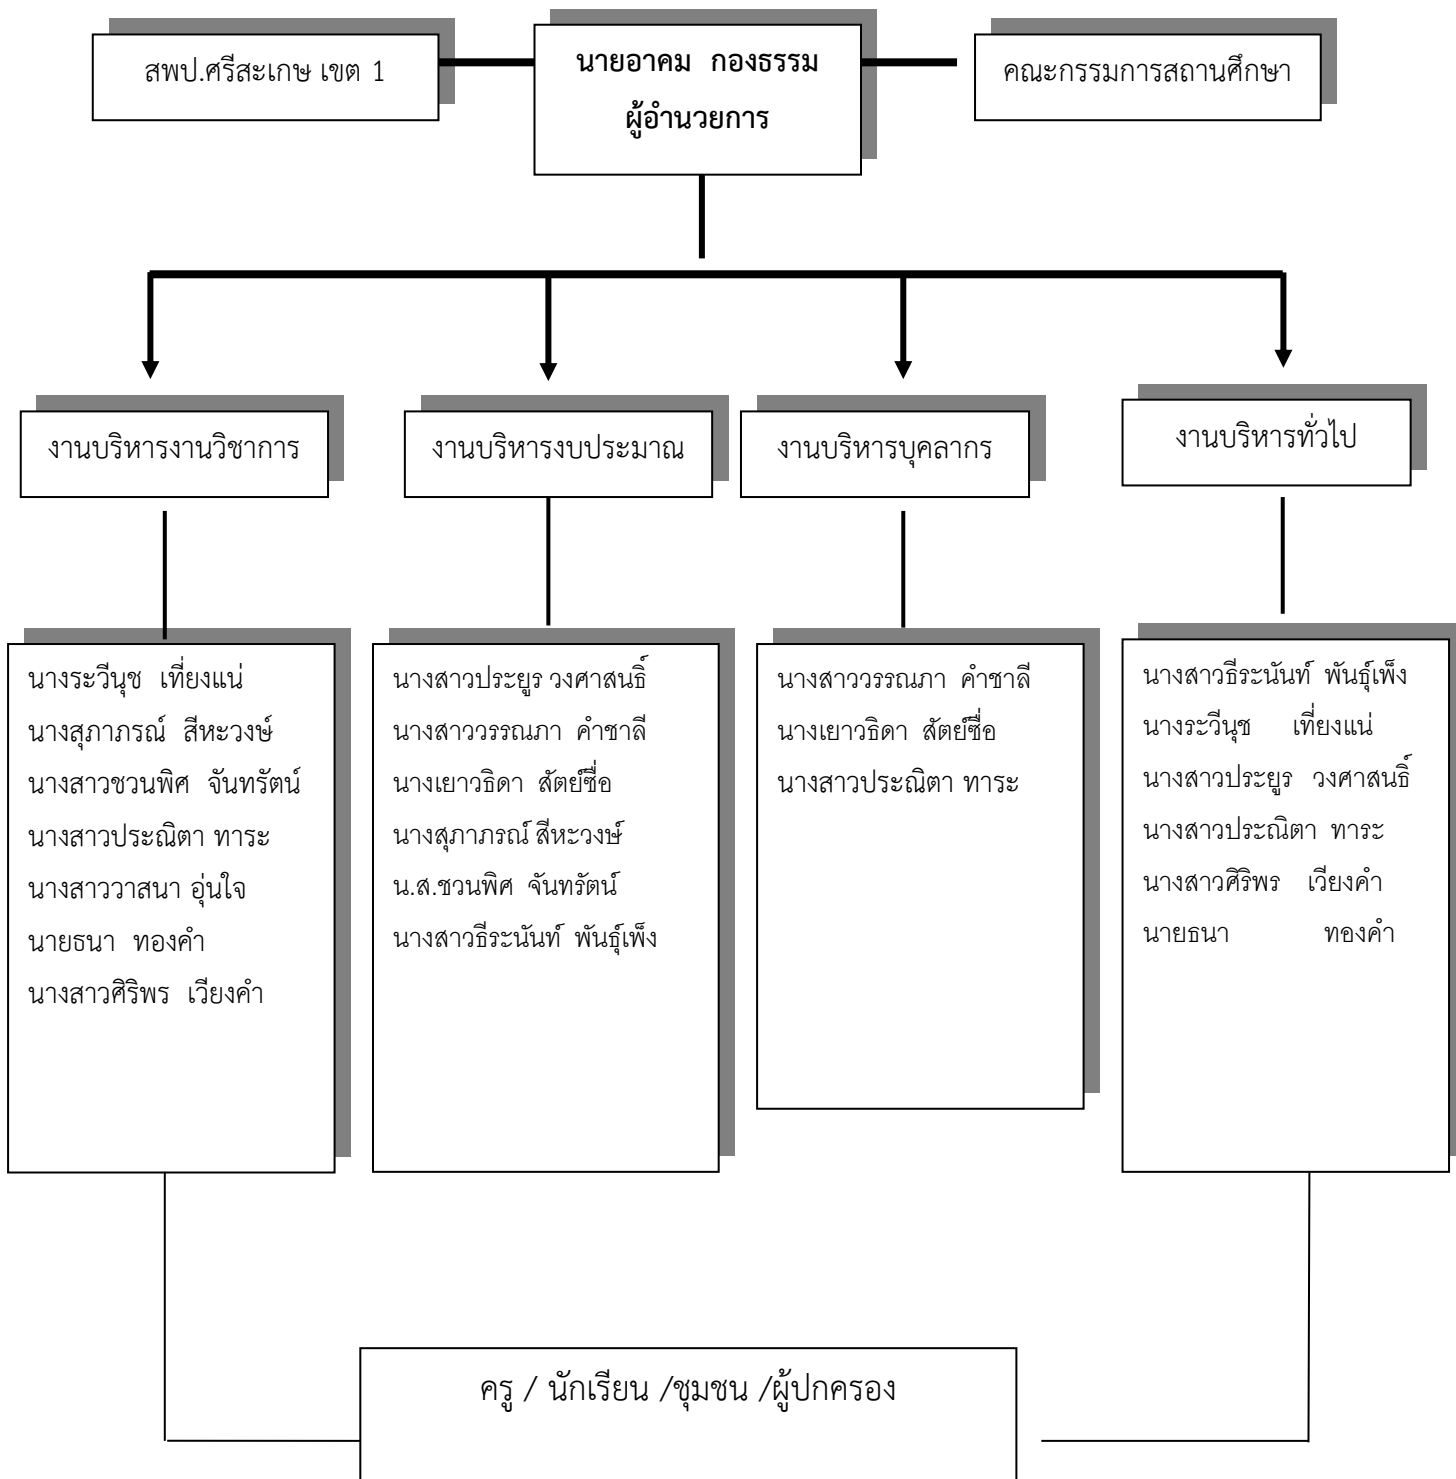 สพป.ศรีสะเกษ เขต 1
นายอาคม กองธรรม
ผู้อำนวยการ
คณะกรรมการสถานศึกษา
งานบริหารงานวิชาการ
งานบริหารงบประมาณ
งานบริหารบุคลากร
งานบริหารทั่วไป
นางระวีนุช เที่ยงแน่
นางสุภาภรณ์ สีหะวงษ์
นางสาวชวนพิศ จันทรัตน์
นางสาวประณิตา ทาระ
นางสาววาสนา อุ่นใจ
นายธนา ทองคำ
นางสาวศิริพร เวียงคำ
นางสาวประยูร วงศาสนธิ์
นางสาววรรณภา คำชาลี
นางเยาวธิดา สัตย์ซื่อ
นางสุภาภรณ์ สีหะวงษ์
น.ส.ชวนพิศ จันทรัตน์
นางสาวธีระนันท์ พันธุ์เพ็ง
นางสาววรรณภา คำชาลี
นางเยาวธิดา สัตย์ซื่อ
นางสาวประณิตา ทาระ
นางสาวธีระนันท์ พันธุ์เพ็ง
นางระวีนุช เที่ยงแน่
นางสาวประยูร วงศาสนธิ์
นางสาวประณิตา ทาระ
นางสาวศิริพร เวียงคำ
นายธนา ทองคำ
ครู / นักเรียน /ชุมชน /ผู้ปกครอง